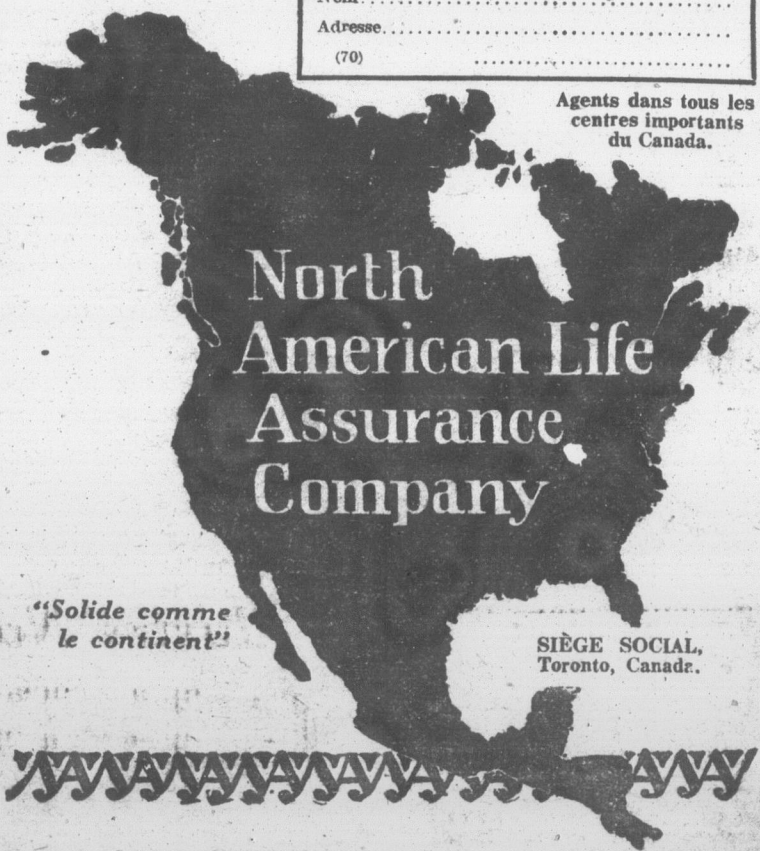 Nom
Adresse
(70)
Agents dans tous les
centres importants
du Canada.
North
American Life
Assurance
Company
"Solide comme
le continent"
SIÈGE SOCIAL,
Toronto, Canada.